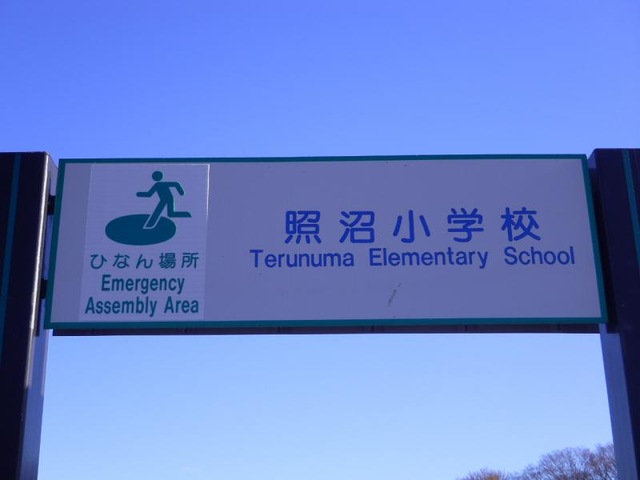 ひなん場所
Emergency
Assembly Area
照沼小学校
Terunuma Elementary School